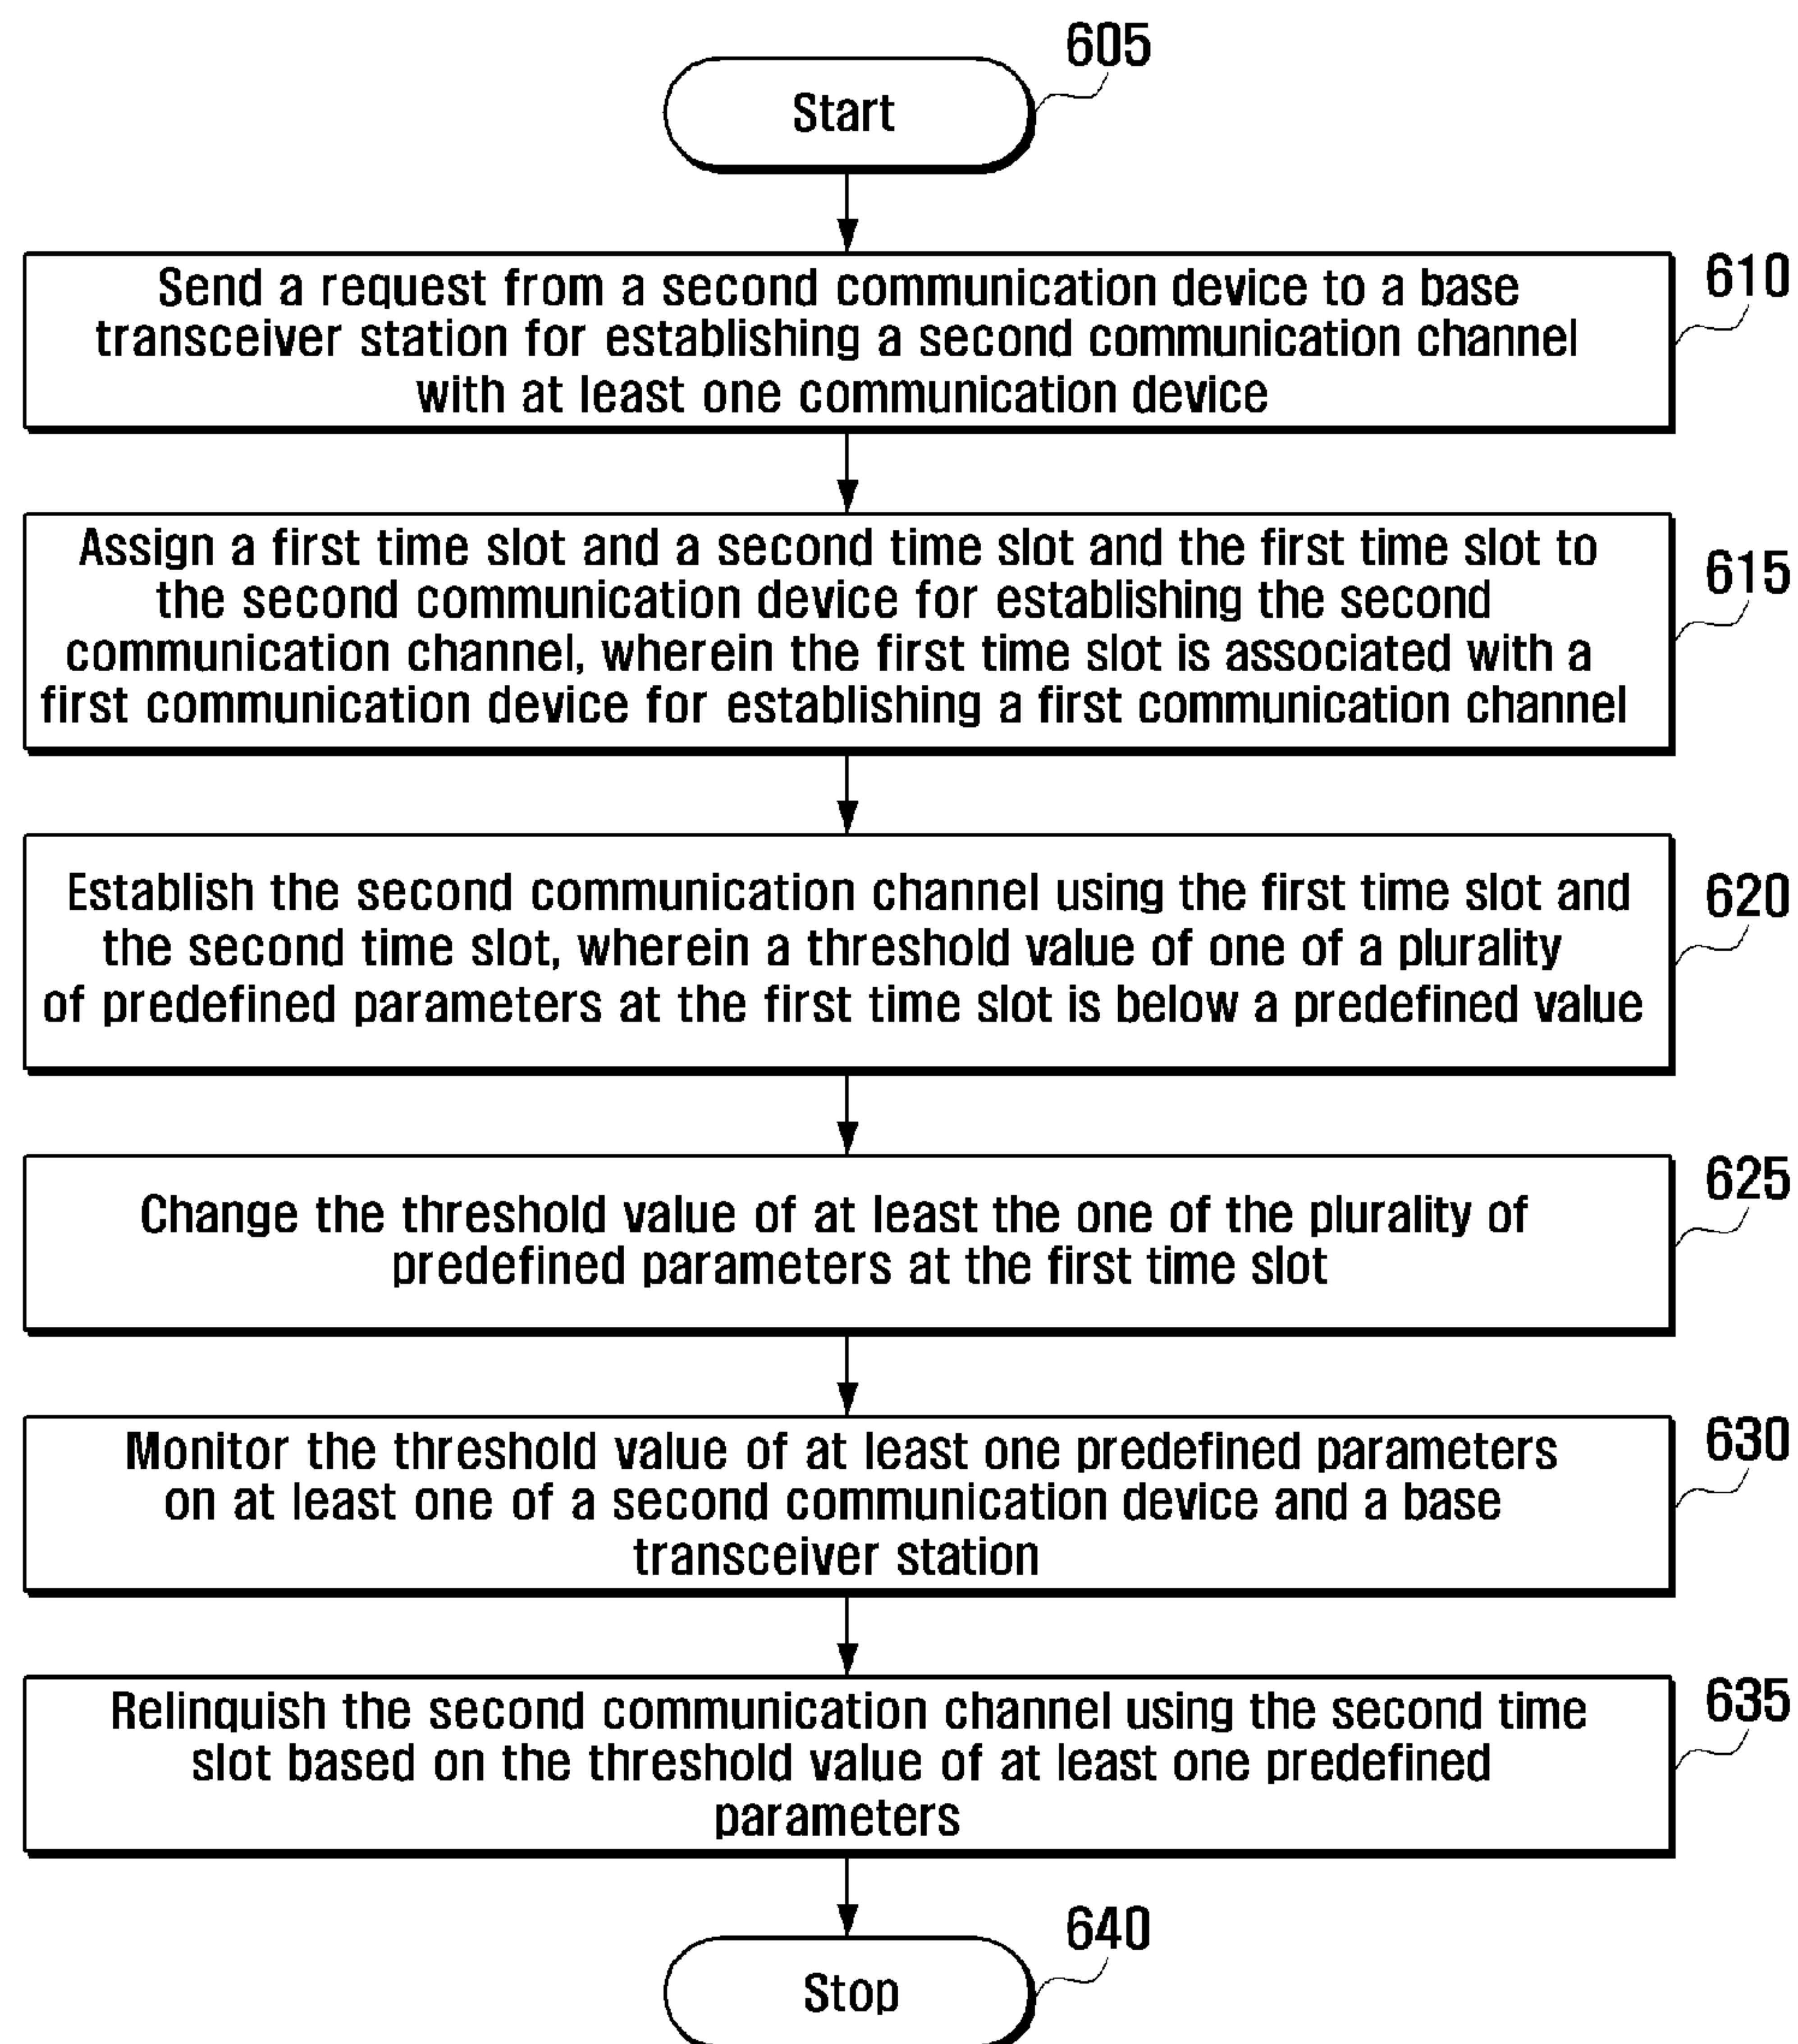 605
Start
610
Send a request from a second communication device to a base
transceiver station for establishing a second communication channel
with at least one communication device
615
Assign a first time slot and a second time slot and the first time slot to
the second communication device for establishing the second
communication channel, wherein the first time slot is associated with a
first communication device for establishing a first communication channel
620
Establish the second communication channel using the first time slot and
the second time slot, wherein a threshold value of one of a plurality
of predefined parameters at the first time slot is below a predefined value
625
Change the threshold value of at least the one of the plurality of
predefined parameters at the first time slot
630
Monitor the threshold value of at least one predefined parameters
on at least one of a second communication device and a base
transceiver station
635
Relinquish the second communication channel using the second time
slot based on the threshold value of at least one predefined
parameters
640
Stop